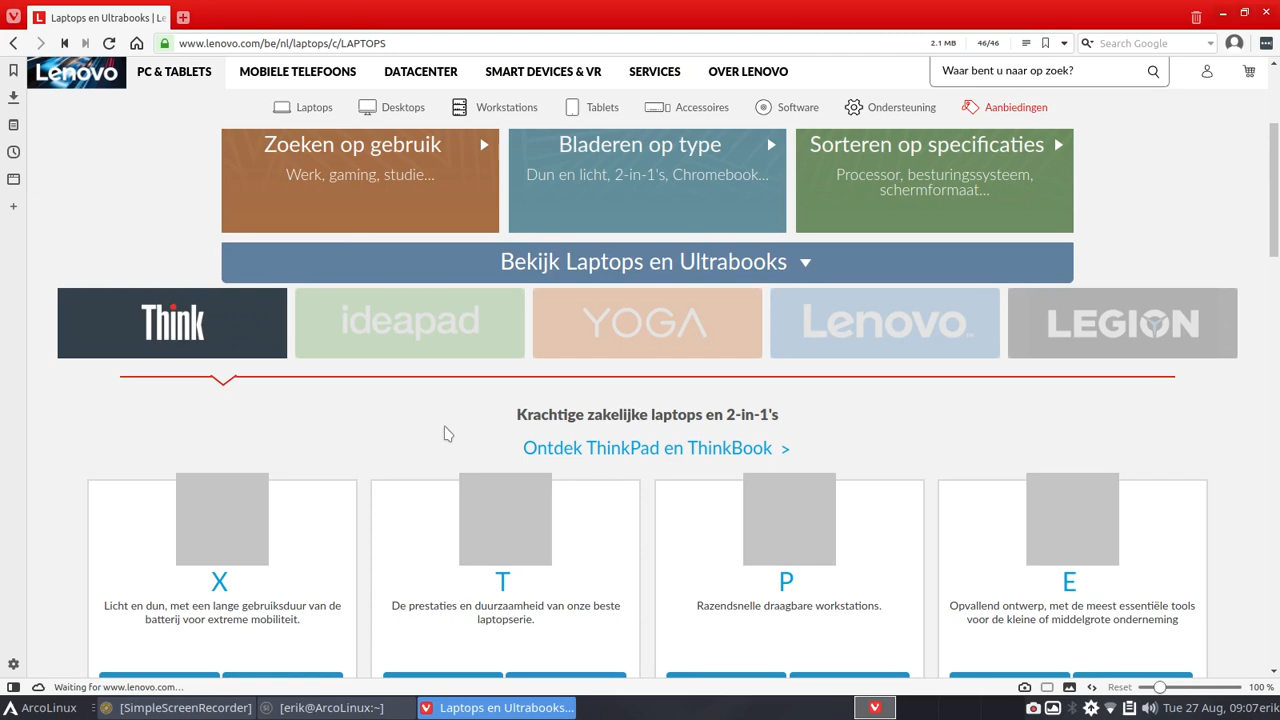 Laptops en Ultrabooks | Le
www.lenovo.com/be/nl/laptops/c/LAPTOPS
2.1 MB
46/46
Search Google
Lenovo
PC & TABLETS
MOBIELE TELEFOONS
DATACENTER
SMART DEVICES & VR
SERVICES
OVER LENOVO
Waar bent u naar op zoek?
Laptops
Desktops
Workstations
Tablets
Accessoires
Software
Ondersteuning
Aanbiedingen
Zoeken op gebruik
Werk, gaming, studie...
Bladeren op type
Dun en licht, 2-in-1's, Chromebook...
Sorteren op specificaties
Processor, besturingssysteem,
schermformaat...
Bekijk Laptops en Ultrabooks
Think
ideapad
YOGA
Lenovo
LEGION
Krachtige zakelijke laptops en 2-in-1's
Ontdek ThinkPad en ThinkBook >
X
Licht en dun, met een lange gebruiksduur van de
batterij voor extreme mobiliteit.
T
De prestaties en duurzaamheid van onze beste
laptopserie.
P
Razendsnelle draagbare workstations.
E
Opvallend ontwerp, met de meest essentiële tools
voor de kleine of middelgrote onderneming
Waiting for www.lenovo.com...
Reset
100 %
ArcoLinux
[SimpleScreenRecorder]
[erik@ArcoLinux:~]
Laptops en Ultrabooks...
Tue 27 Aug, 09:07
erik